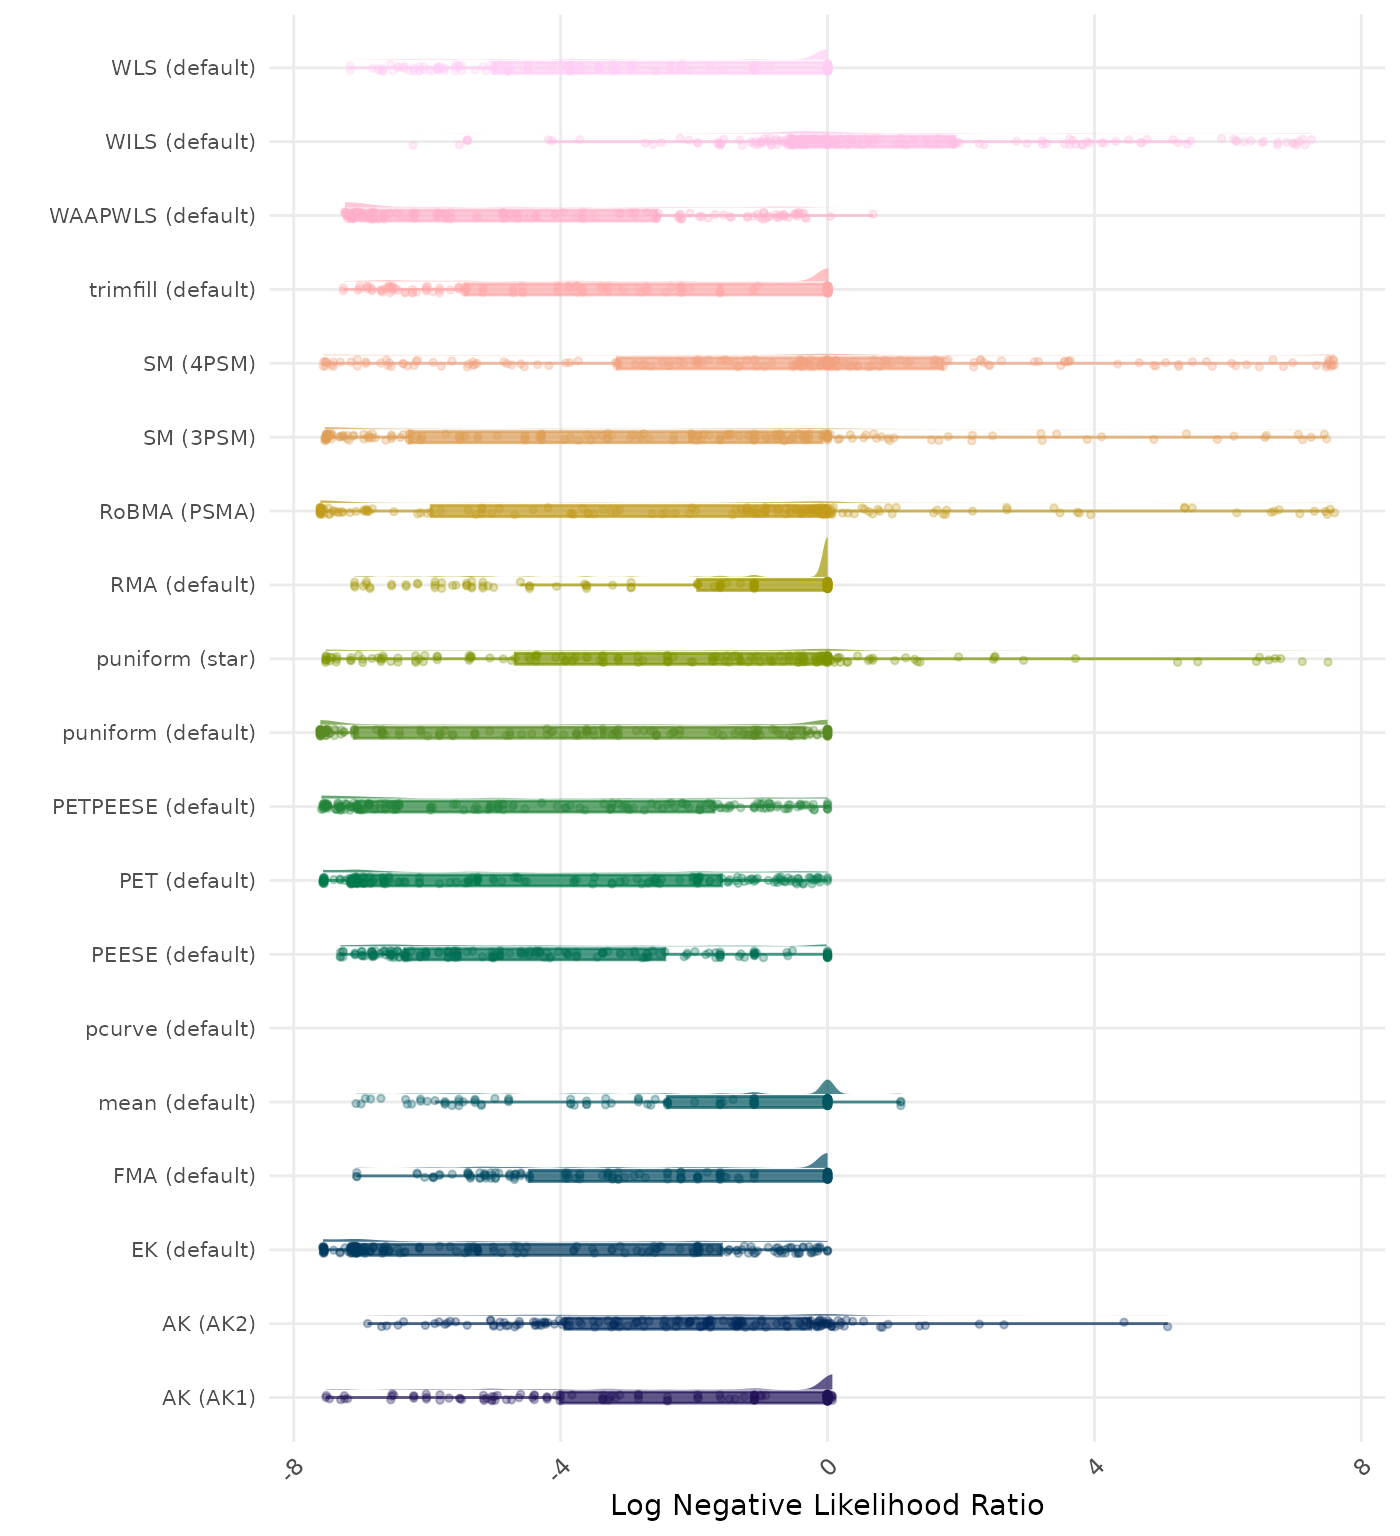 WLS (default)
WILS (default)
WAAPWLS (default)
trimfill (default)
SM (4PSM)
SM (3PSM)
RoBMA (PSMA)
RMA (default)
puniform (star)
puniform (default)
PETPEESE (default)
PET (default)
PEESE (default)
pcurve (default)
mean (default)
FMA (default)
EK (default)
AK (AK2)
AK (AK1)
-8
-4
0
4
8
Log Negative Likelihood Ratio